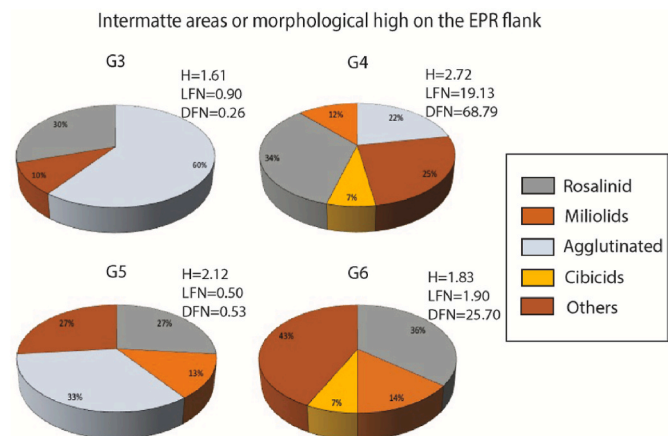 Intermatte areas or morphological high on the EPR flank
G3
H=1.61
LFN=0.90
DFN=0.26
30%
10%
60%
G4
H=2.72
LFN=19.13
DFN=68.79
12%
22%
34%
25%
7%
G5
H=2.12
LFN=0.50
DFN=0.53
27%
27%
13%
33%
G6
H=1.83
LFN=1.90
DFN=25.70
43%
36%
7%
14%
Rosalinid
Miliolids
Agglutinated
Cibicids
Others